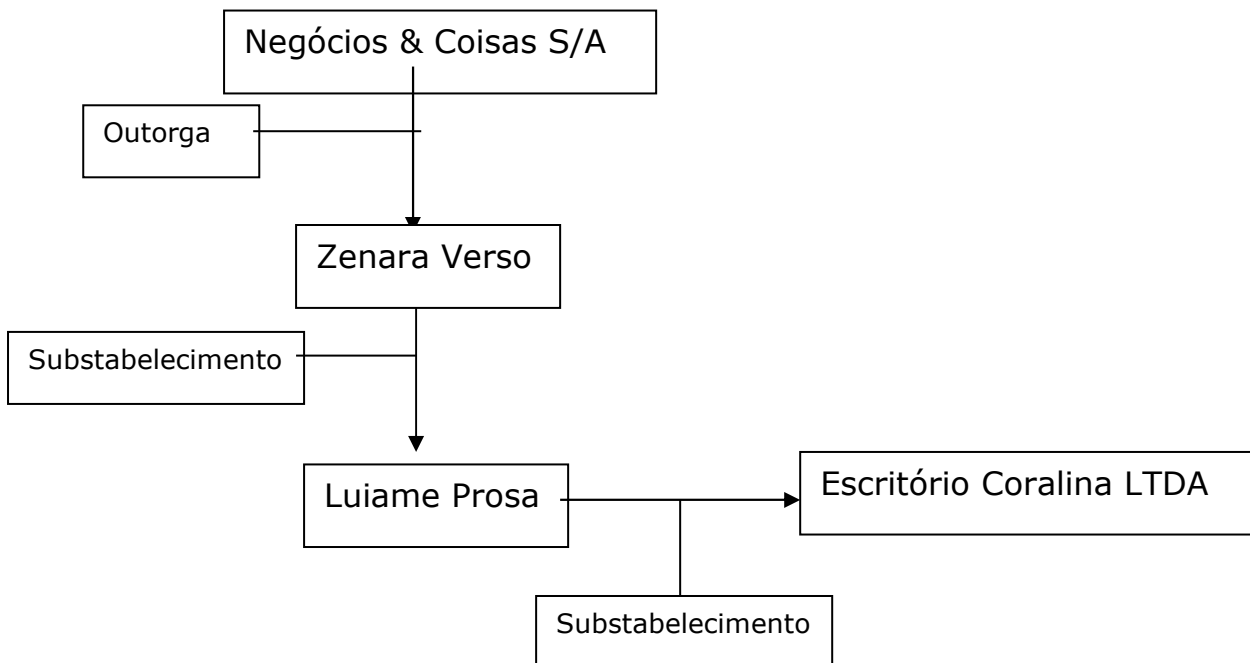 Negócios & Coisas S/A
Outorga
Zenara Verso
Substabelecimento
Luiame Prosa
Escritório Coralina LTDA
Substabelecimento